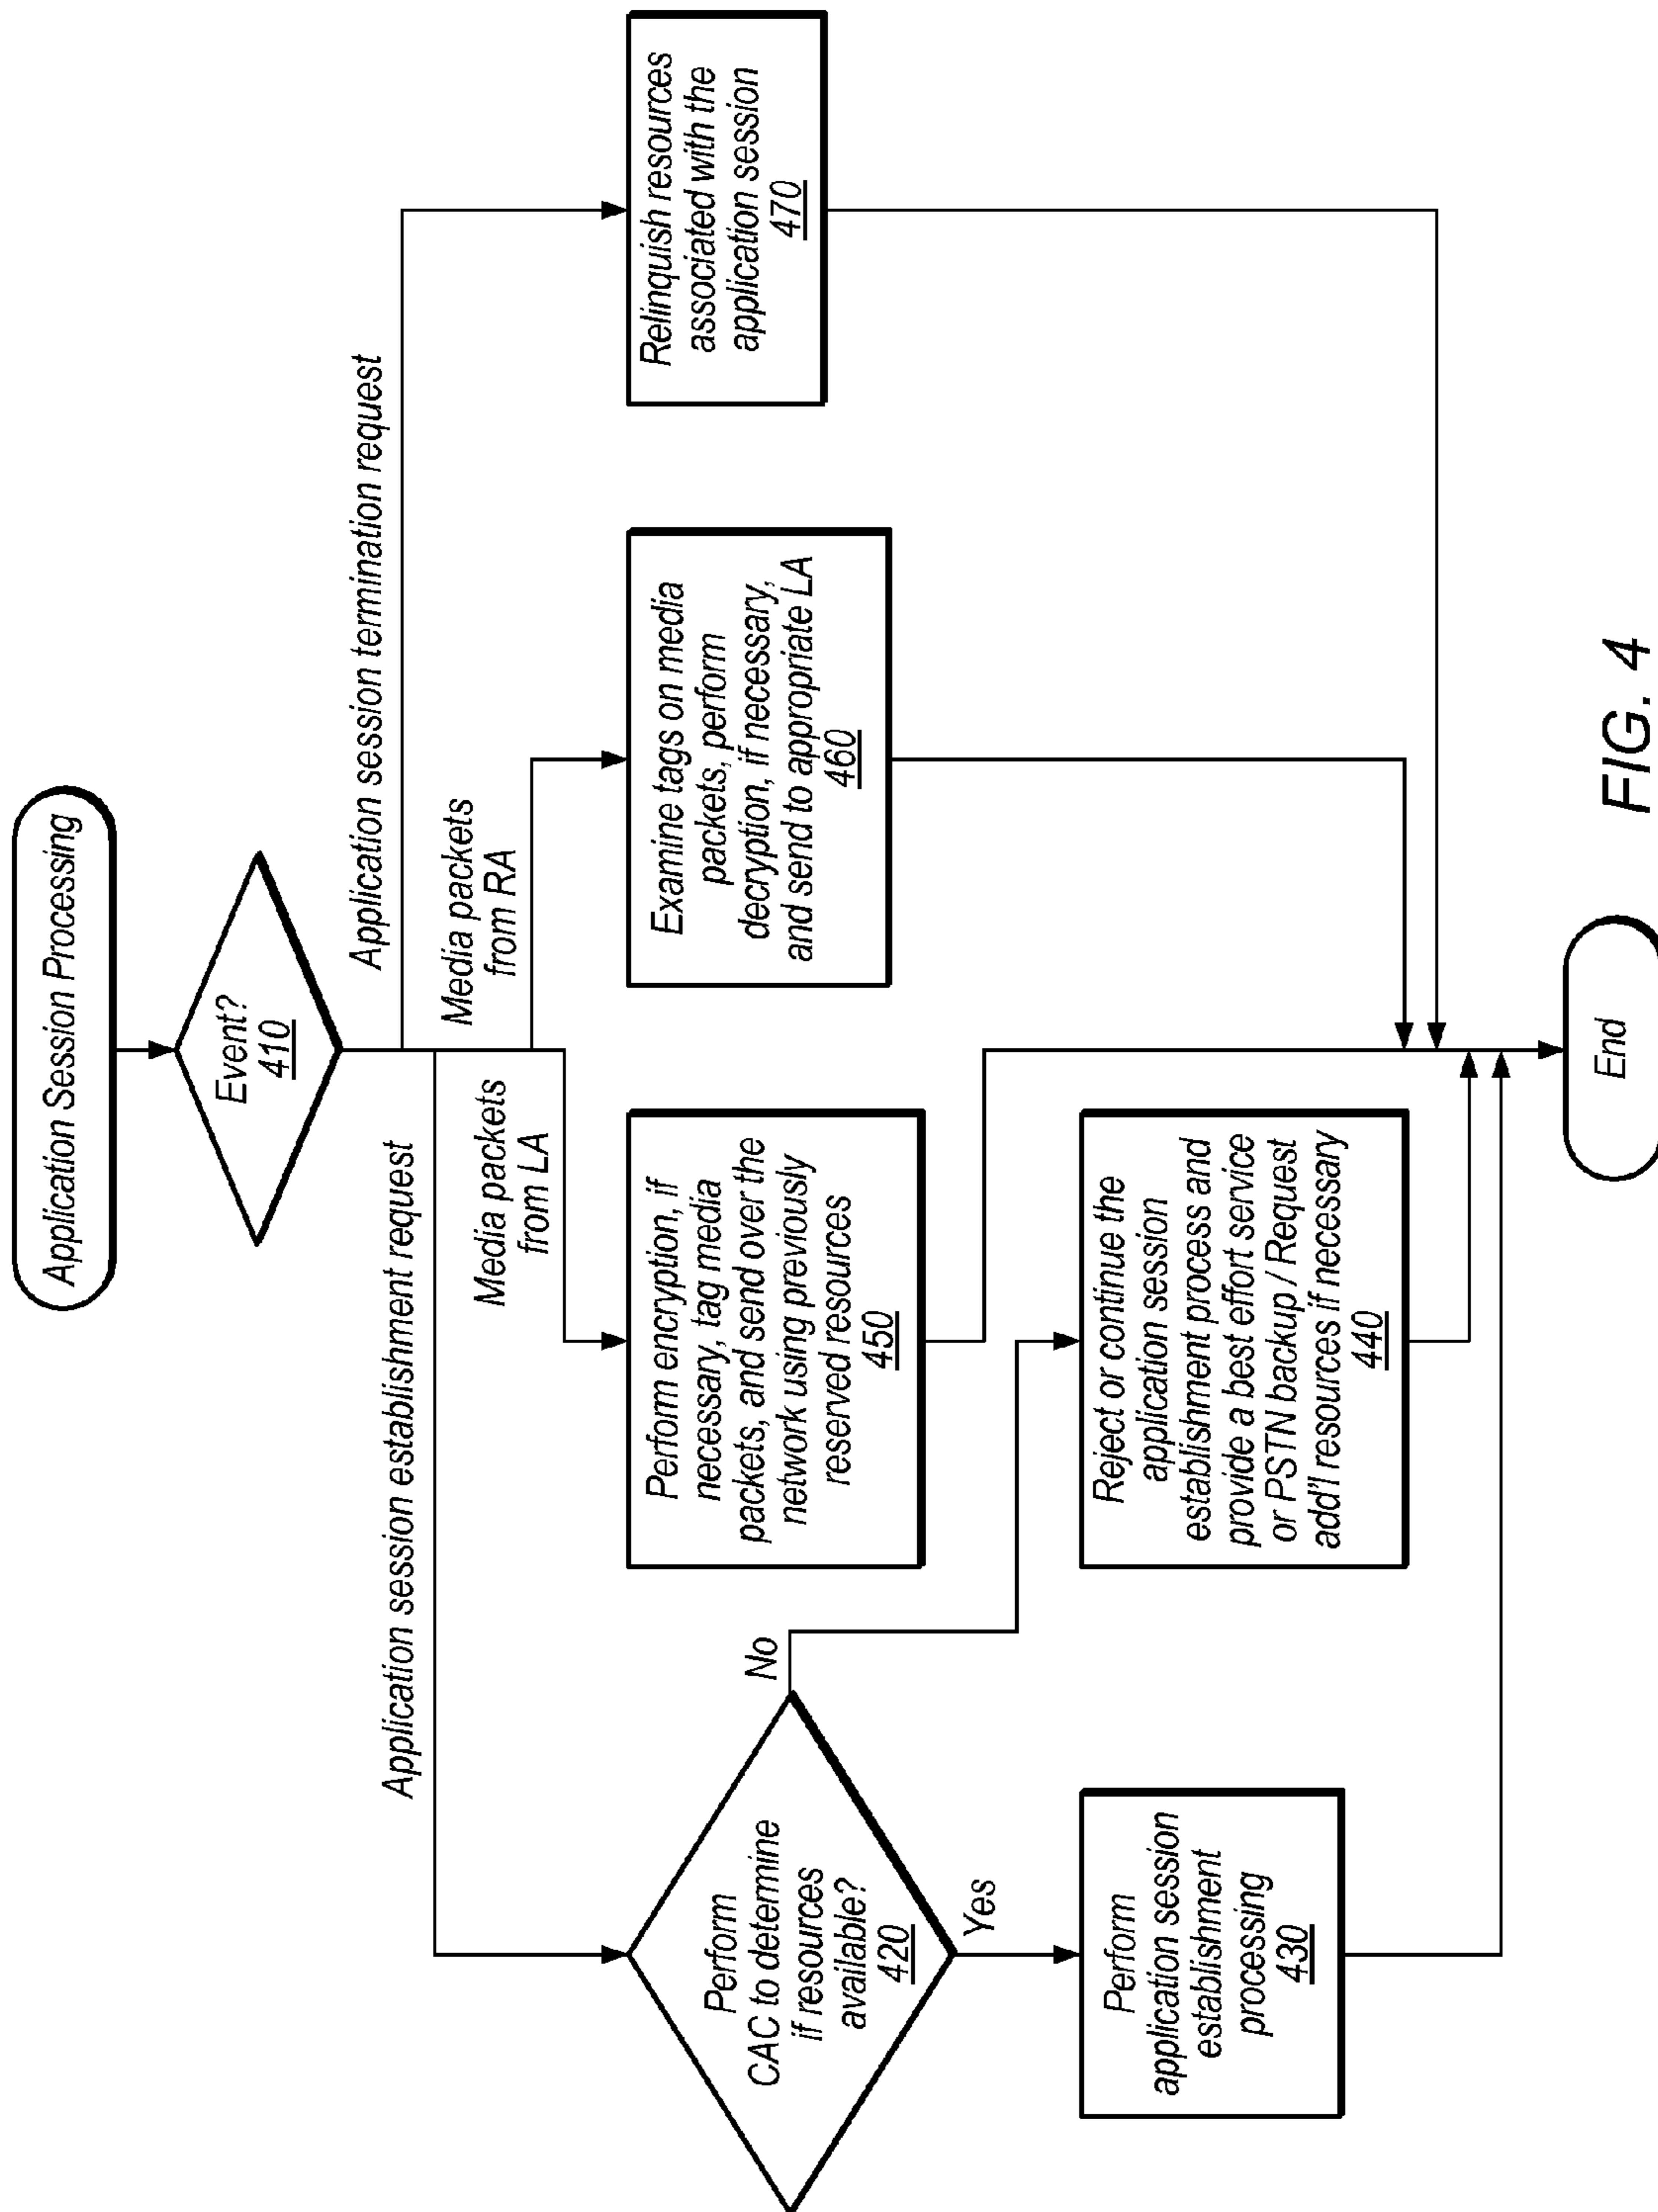 Application Session Processing
Event?
410
Application session establishment request
Media packets
from LA
Media packets
from RA
Application session termination request
Perform
CAC to determine
if resources
available?
420
No
Yes
Perform encryption, if
necessary, tag media
packets, and send over the
network using previously
reserved resources
450
Examine tags on media
packets, perform
decryption, if necessary,
and send to appropriate LA
460
Relinquish resources
associated with the
application session
470
Perform
application session
establishment
processing
430
Reject or continue the
application session
establishment process and
provide a best effort service
or PSTN backup / Request
add'l resources if necessary
440
End
FIG. 4